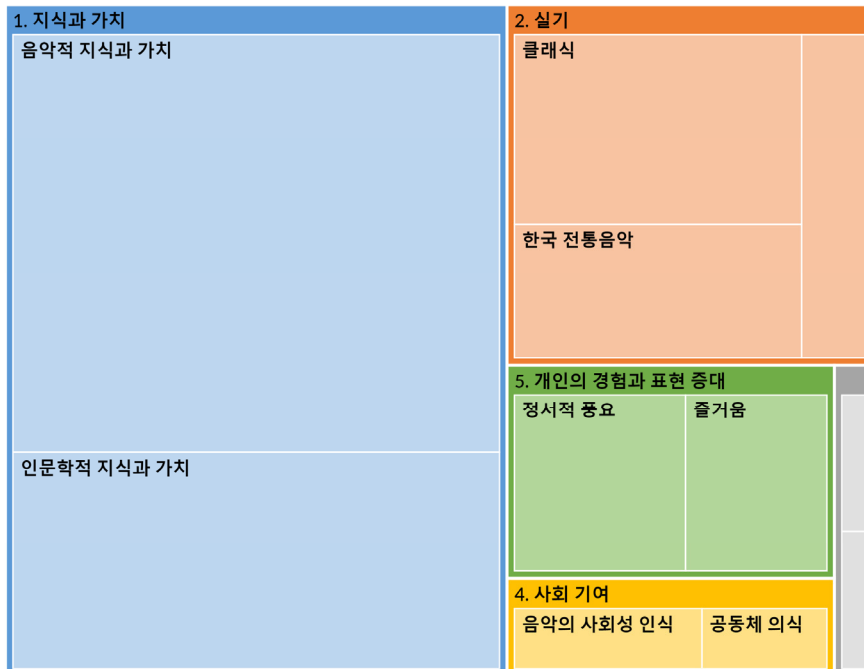 1. 지식과 가치
음악적 지식과 가치
인문학적 지식과 가치
2. 실기
클래식
한국 전통음악
5. 개인의 경험과 표현 증대
정서적 풍요
즐거움
4. 사회 기여
음악의 사회성 인식
공동체 의식